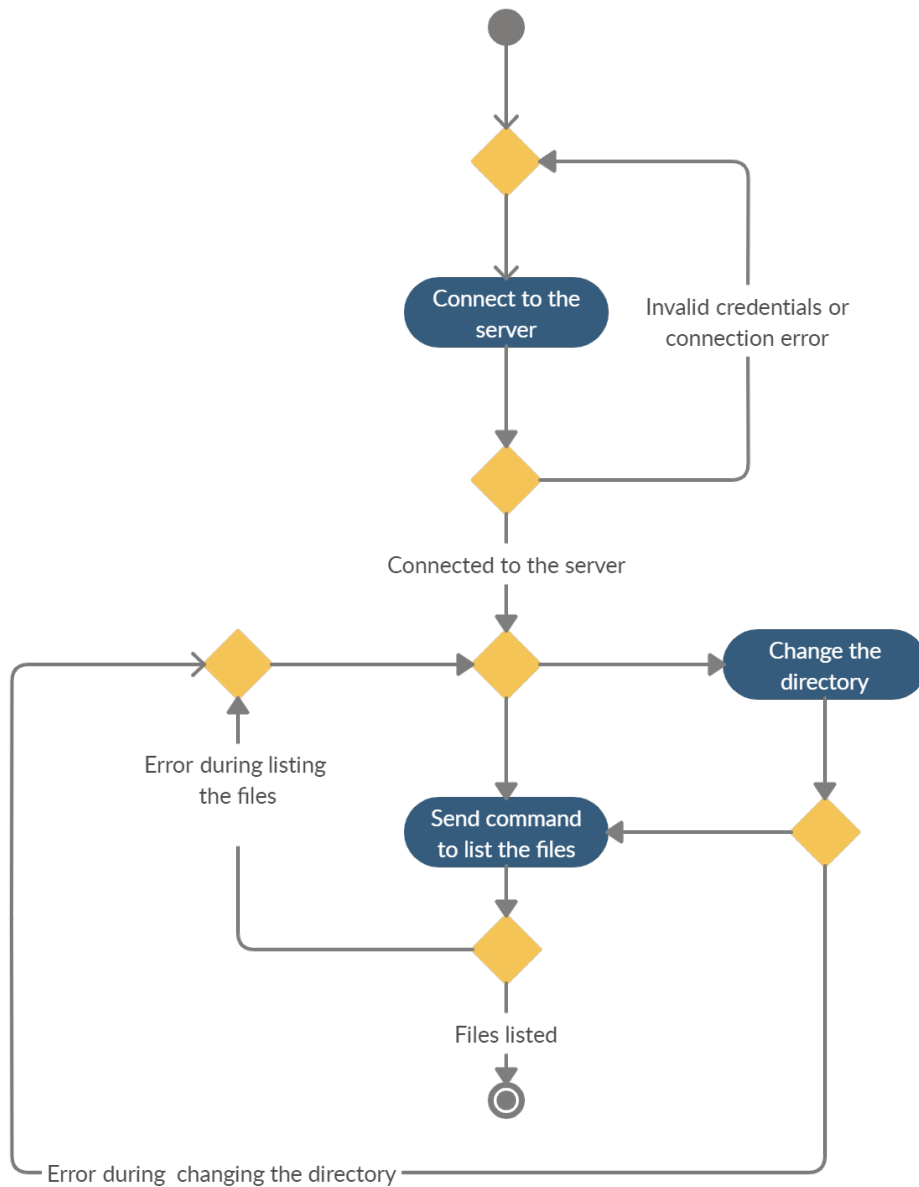 Connect to the
server
Invalid credentials or
connection error
Connected to the server
Change the
directory
Error during listing
the files
Send command
to list the files
Files listed
Error during  changing the directory